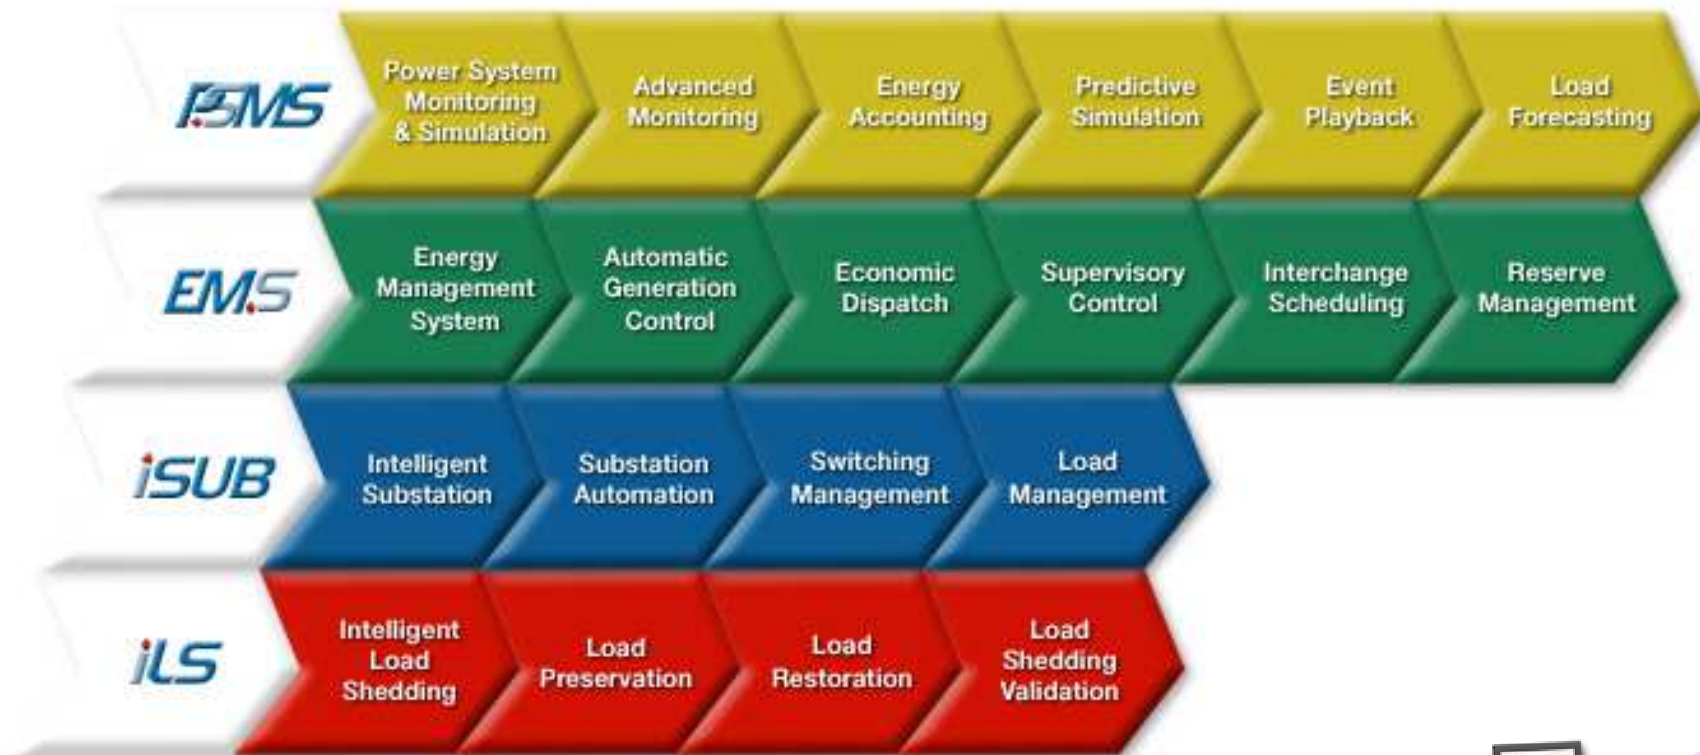 PSMS
Power System
Monitoring
& Simulation
Advanced
Monitoring
Energy
Accounting
Predictive
Simulation
Event
Playback
Load
Forecasting
EMS
Energy
Management
System
Automatic
Generation
Control
Economic
Dispatch
Supervisory
Control
Interchange
Scheduling
Reserve
Management
iSUB
Intelligent
Substation
Substation
Automation
Switching
Management
Load
Management
iLS
Intelligent
Load
Shedding
Load
Preservation
Load
Restoration
Load
Shedding
Validation